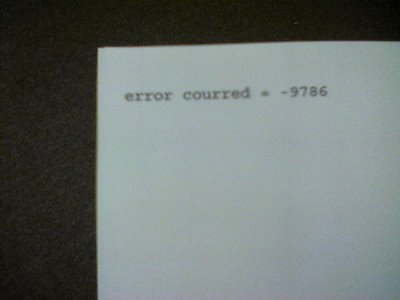 error courred = -9786